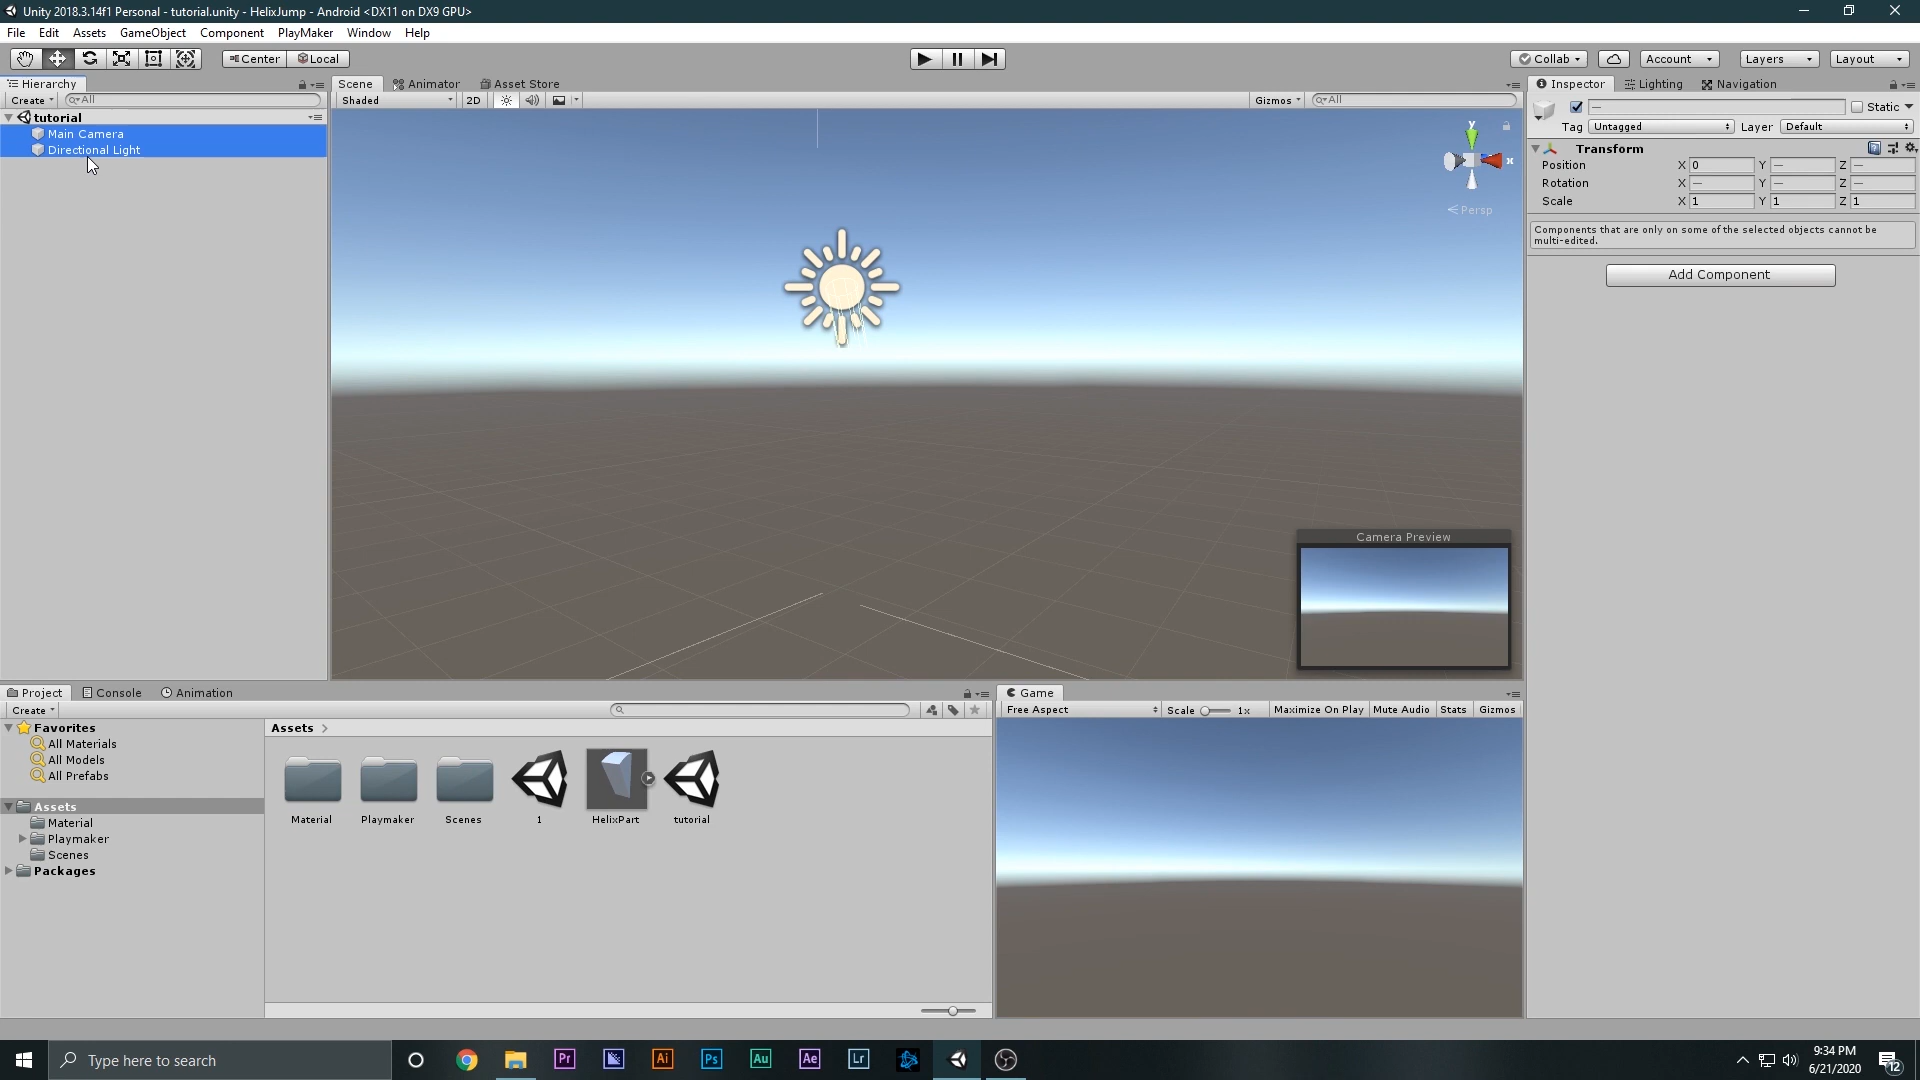 Unity 2018.3.14f1 Personal - tutorial.unity - HelixJump - Android <DX11 on DX9 GPU>
File Edit Assets GameObject Component PlayMaker Window Help
Center Local Collab Account Layers Layout
Hierarchy
Create All
tutorial
Main Camera
Directional Light
Scene Animator Asset Store
Shaded 2D Gizmos All
y
x
Persp
Camera Preview
Inspector Lighting Navigation
— Static
Tag Untagged Layer Default
Transform
Position X 0 Y — Z —
Rotation X — Y — Z —
Scale X 1 Y 1 Z 1
Components that are only on some of the selected objects cannot be
multi-edited.
Add Component
Project Console Animation
Create
Favorites
All Materials
All Models
All Prefabs
Assets
Material
Playmaker
Scenes
Packages
Assets
Material Playmaker Scenes 1 HelixPart tutorial
Game
Free Aspect Scale 1x Maximize On Play Mute Audio Stats Gizmos
Type here to search
Pr Ai Ps Au Ae Lr
9:34 PM
6/21/2020
12